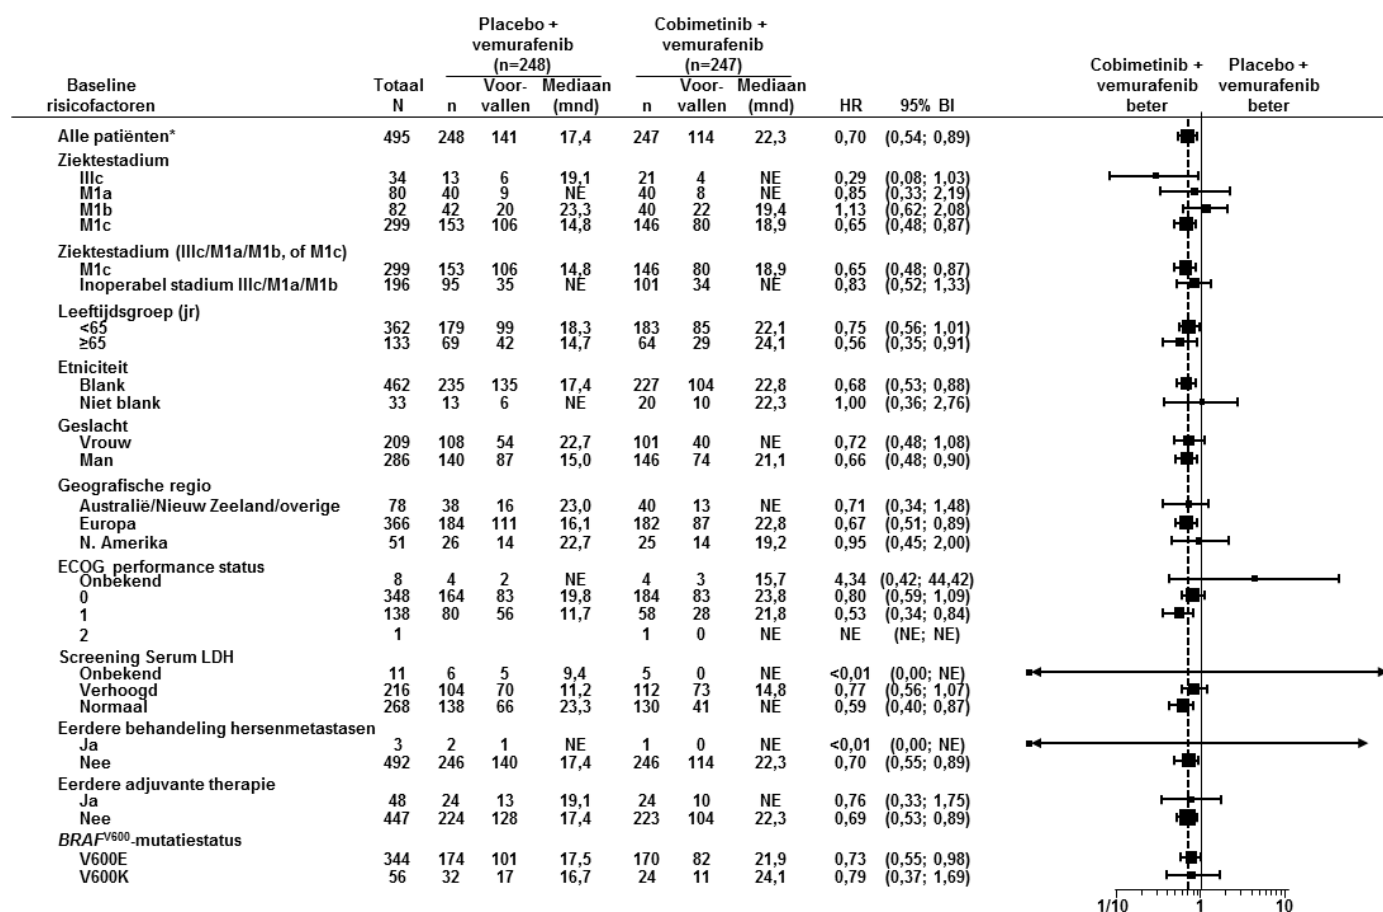 Placebo + vemurafenib (n=248) Cobimetinib + vemurafenib (n=247)
Cobimetinib + vemurafenib beter Placebo + vemurafenib beter
Baseline risicofactoren Totaal N n Voor-vallen Mediaan (mnd) n Voor-vallen Mediaan (mnd) HR 95% BI
Alle patiënten* 495 248 141 17,4 247 114 22,3 0,70 (0,54; 0,89)
Ziektestadium
IIIc 34 13 6 19,1 21 4 NE 0,29 (0,08; 1,03)
M1a 80 40 9 NE 40 8 NE 0,85 (0,33; 2,19)
M1b 82 42 20 23,3 40 22 19,4 1,13 (0,62; 2,08)
M1c 299 153 106 14,8 146 80 18,9 0,65 (0,48; 0,87)
Ziektestadium (IIIc/M1a/M1b, of M1c)
M1c 299 153 106 14,8 146 80 18,9 0,65 (0,48; 0,87)
Inoperabel stadium IIIc/M1a/M1b 196 95 35 NE 101 34 NE 0,83 (0,52; 1,33)
Leeftijdsgroep (jr)
<65 362 179 99 18,3 183 85 22,1 0,75 (0,56; 1,01)
≥65 133 69 42 14,7 64 29 24,1 0,56 (0,35; 0,91)
Etniciteit
Blank 462 235 135 17,4 227 104 22,8 0,68 (0,53; 0,88)
Niet blank 33 13 6 NE 20 10 22,3 1,00 (0,36; 2,76)
Geslacht
Vrouw 209 108 54 22,7 101 40 NE 0,72 (0,48; 1,08)
Man 286 140 87 15,0 146 74 21,1 0,66 (0,48; 0,90)
Geografische regio
Australië/Nieuw Zeeland/overige 78 38 16 23,0 40 13 NE 0,71 (0,34; 1,48)
Europa 366 184 111 16,1 182 87 22,8 0,67 (0,51; 0,89)
N. Amerika 51 26 14 22,7 25 14 19,2 0,95 (0,45; 2,00)
ECOG performance status
Onbekend 8 4 2 NE 4 3 15,7 4,34 (0,42; 44,42)
0 348 164 83 19,8 184 83 23,8 0,80 (0,59; 1,09)
1 138 80 56 11,7 58 28 21,8 0,53 (0,34; 0,84)
2 1 1 0 NE NE (NE; NE)
Screening Serum LDH
Onbekend 11 6 5 9,4 5 0 NE <0,01 (0,00; NE)
Verhoogd 216 104 70 11,2 112 73 14,8 0,77 (0,56; 1,07)
Normaal 268 138 66 23,3 130 41 NE 0,59 (0,40; 0,87)
Eerdere behandeling hersenmetastasen
Ja 3 2 1 NE 1 0 NE <0,01 (0,00; NE)
Nee 492 246 140 17,4 246 114 22,3 0,70 (0,55; 0,89)
Eerdere adjuvante therapie
Ja 48 24 13 19,1 24 10 NE 0,76 (0,33; 1,75)
Nee 447 224 128 17,4 223 104 22,3 0,69 (0,53; 0,89)
BRAFV600-mutatiestatus
V600E 344 174 101 17,5 170 82 21,9 0,73 (0,55; 0,98)
V600K 56 32 17 16,7 24 11 24,1 0,79 (0,37; 1,69)
1/10 1 10